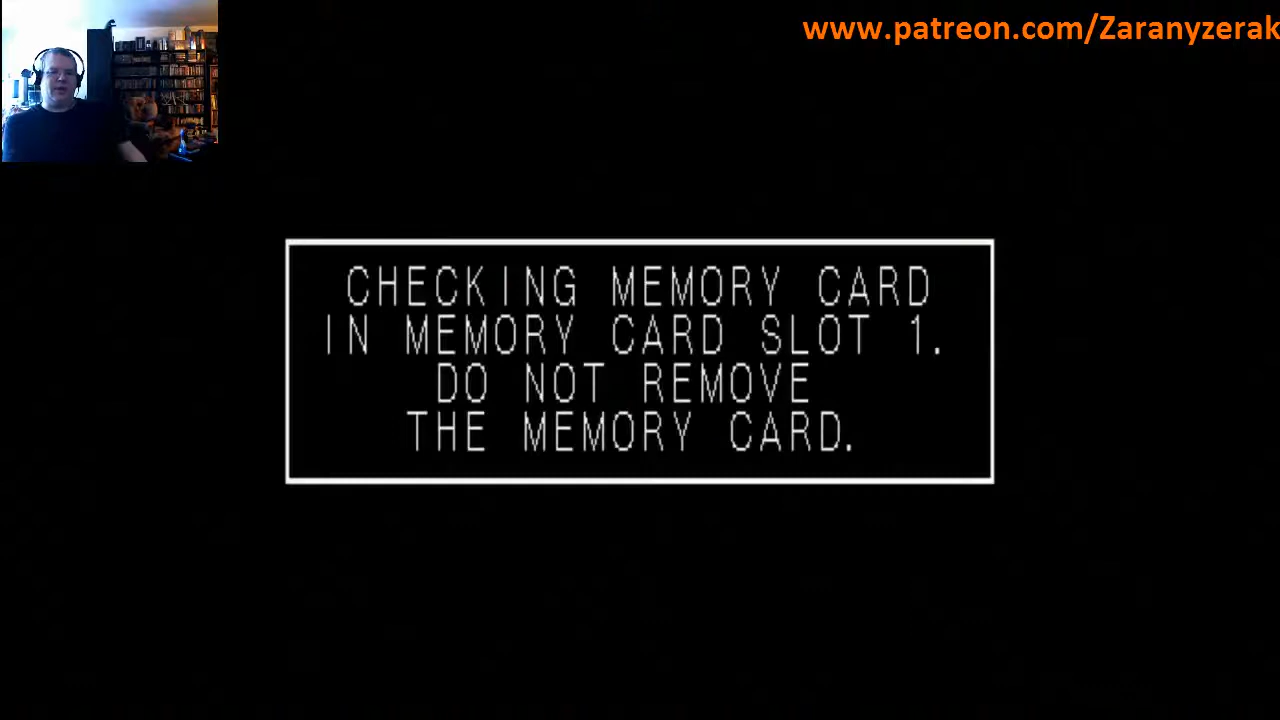 www.patreon.com/Zaranyzerak
CHECKING MEMORY CARD
IN MEMORY CARD SLOT 1.
DO NOT REMOVE
THE MEMORY CARD.